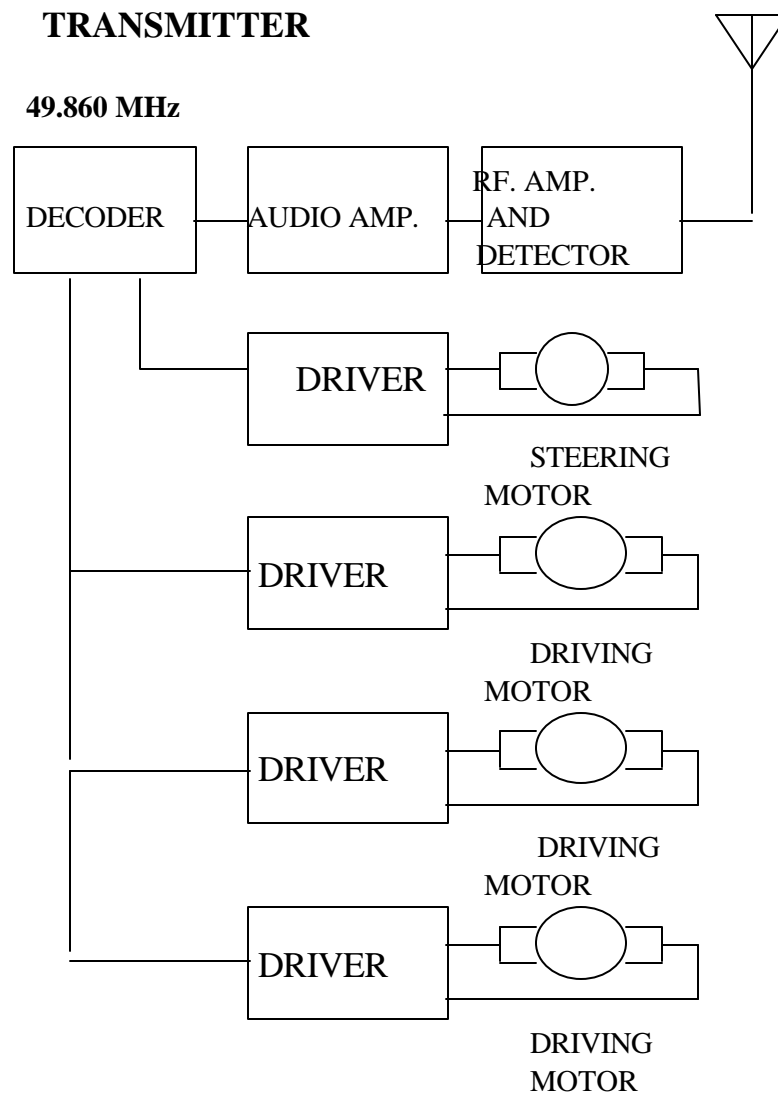 TRANSMITTER
49.860 MHz
DECODER
AUDIO AMP.
RF. AMP.
AND
DETECTOR
DRIVER
STEERING
MOTOR
DRIVER
DRIVING
MOTOR
DRIVER
DRIVING
MOTOR
DRIVER
DRIVING
MOTOR